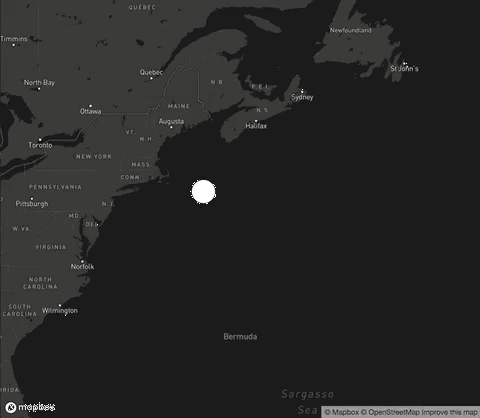 QUÉBEC
Timmins
Newfoundland
St John's
North Bay
Quebec
N B
P E I
Sydney
Ottawa
MAINE
N S
Augusta
Halifax
VT
N.H.
Toronto
NEW YORK
MASS
CONN
PENNSYLVANIA
Pittsburgh
N.J.
MD
DEL
W.VA
VIRGINIA
Norfolk
NORTH
CAROLINA
SOUTH
CAROLINA
Wilmington
Bermuda
RIDA
Sargasso
Sea
mapbox
© Mapbox © OpenStreetMap Improve this map